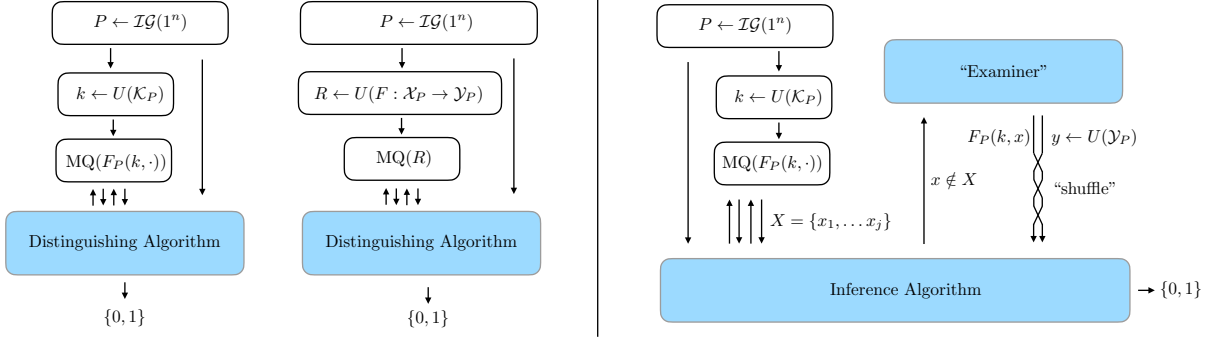 P ← 𝓘𝓖(1ⁿ)
k ← U(𝓚_P)
MQ(F_P(k, ·))
Distinguishing Algorithm
{0, 1}
P ← 𝓘𝓖(1ⁿ)
R ← U(F : 𝓧_P → 𝓨_P)
MQ(R)
Distinguishing Algorithm
{0, 1}
P ← 𝓘𝓖(1ⁿ)
k ← U(𝓚_P)
MQ(F_P(k, ·))
X = {x₁, … x_j}
“Examiner”
x ∉ X
F_P(k, x)
y ← U(𝓨_P)
“shuffle”
Inference Algorithm
{0, 1}